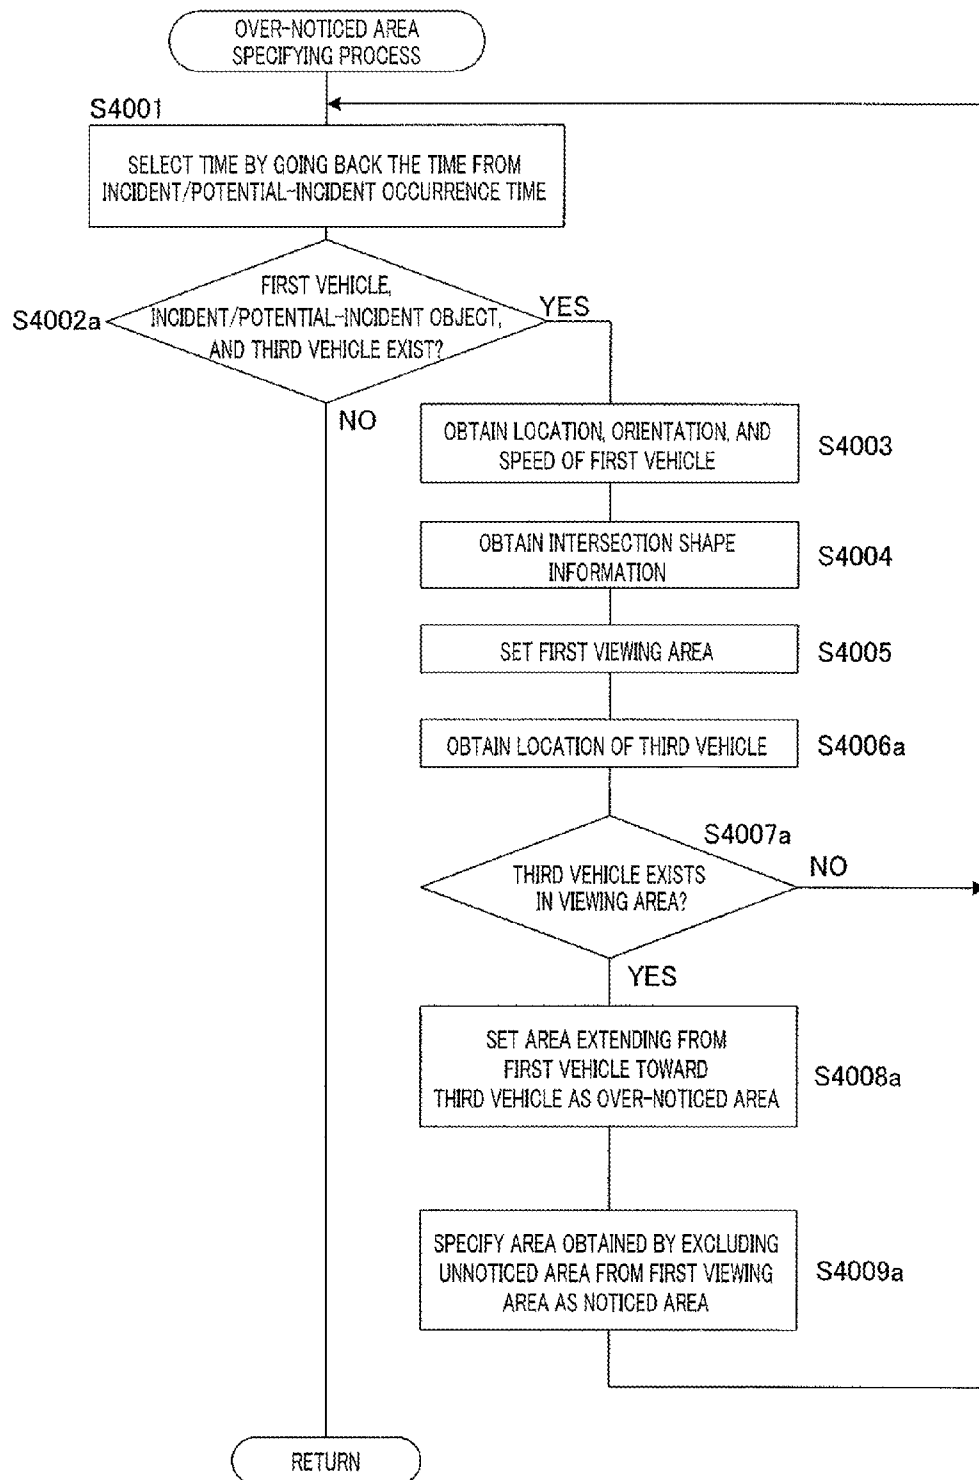 OVER-NOTICED AREA
SPECIFYING PROCESS
S4001
SELECT TIME BY GOING BACK THE TIME FROM
INCIDENT/POTENTIAL-INCIDENT OCCURRENCE TIME
S4002a
FIRST VEHICLE,
INCIDENT/POTENTIAL-INCIDENT OBJECT,
AND THIRD VEHICLE EXIST?
YES
NO
OBTAIN LOCATION, ORIENTATION, AND
SPEED OF FIRST VEHICLE
S4003
OBTAIN INTERSECTION SHAPE
INFORMATION
S4004
SET FIRST VIEWING AREA
S4005
OBTAIN LOCATION OF THIRD VEHICLE
S4006a
S4007a
THIRD VEHICLE EXISTS
IN VIEWING AREA?
NO
YES
SET AREA EXTENDING FROM
FIRST VEHICLE TOWARD
THIRD VEHICLE AS OVER-NOTICED AREA
S4008a
SPECIFY AREA OBTAINED BY EXCLUDING
UNNOTICED AREA FROM FIRST VIEWING
AREA AS NOTICED AREA
S4009a
RETURN